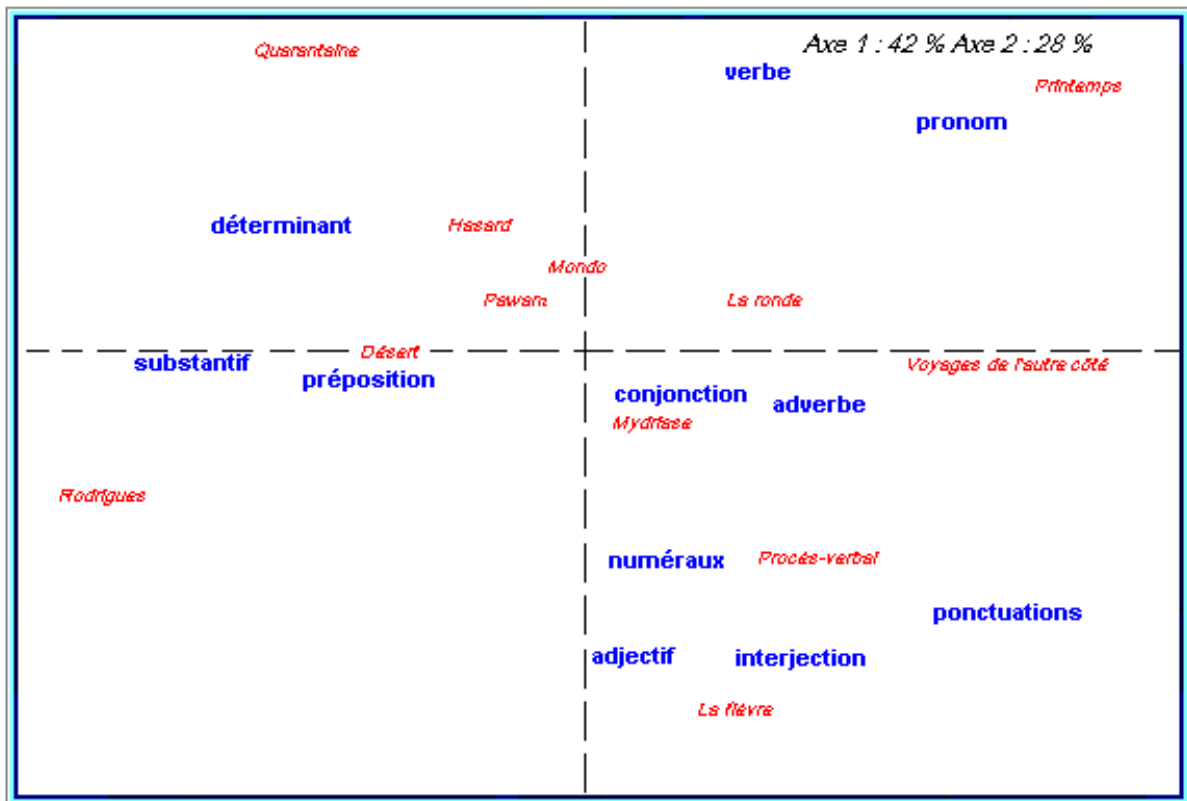 Axe 1 : 42 % Axe 2 : 28 %
Quarantaine
verbe
Printemps
pronom
déterminant
Hasard
Mondo
Pawana
La ronde
Désert
substantif
préposition
Voyages de l'autre côté
conjonction
adverbe
Mydriase
Rodrigues
numéraux
Procès-verbal
ponctuations
adjectif
interjection
La fièvre